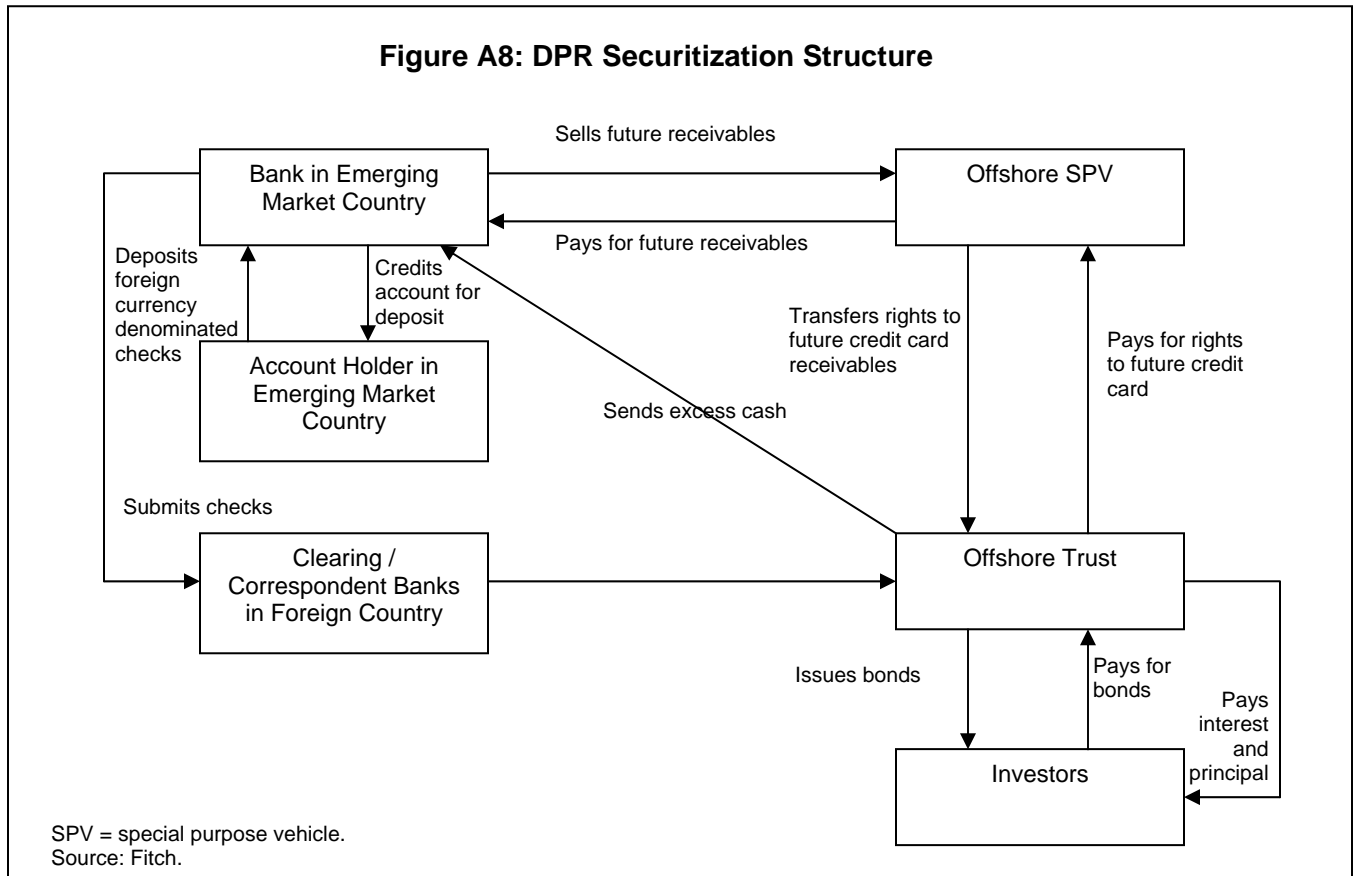 Figure A8: DPR Securitization Structure
Sells future receivables
Bank in Emerging
Market Country
Offshore SPV
Pays for future receivables
Deposits
foreign
currency
denominated
checks
Credits
account for
deposit
Transfers rights to
future credit card
receivables
Pays for rights
to future credit
card
Account Holder in
Emerging Market
Country
Sends excess cash
Submits checks
Clearing /
Correspondent Banks
in Foreign Country
Offshore Trust
Issues bonds
Pays for
bonds
Pays
interest
and
principal
Investors
SPV = special purpose vehicle.
Source: Fitch.